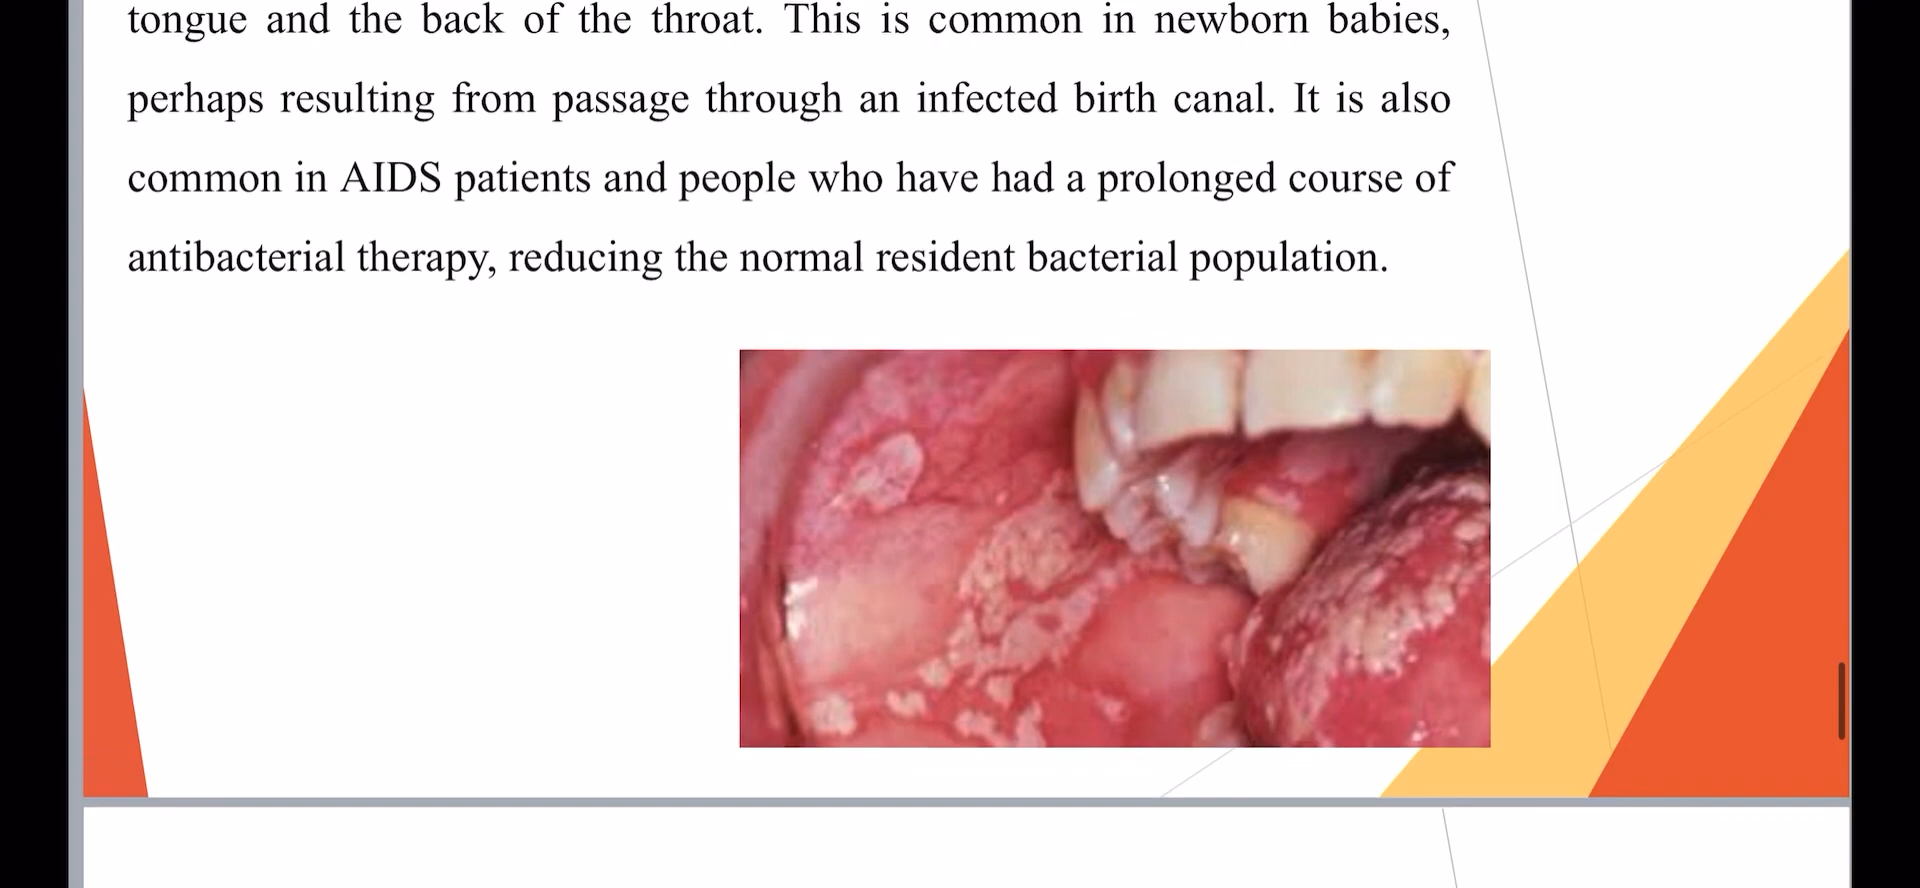 tongue and the back of the throat. This is common in newborn babies,
perhaps resulting from passage through an infected birth canal. It is also
common in AIDS patients and people who have had a prolonged course of
antibacterial therapy, reducing the normal resident bacterial population.